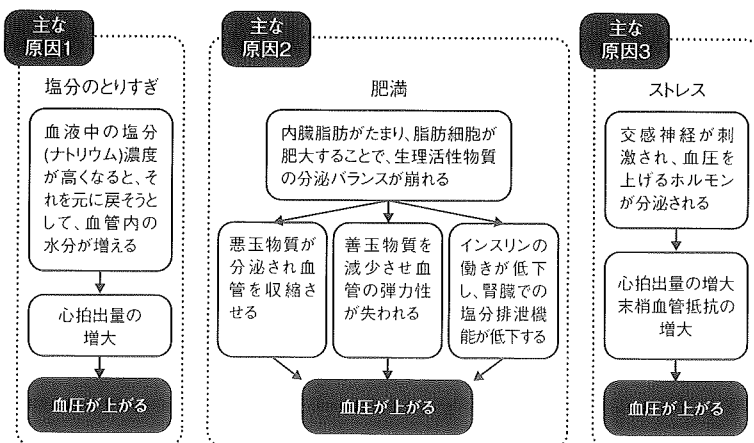 主な
原因1
塩分のとりすぎ
血液中の塩分
(ナトリウム)濃度
が高くなると、そ
れを元に戻そうと
して、血管内の
水分が増える
心拍出量の
増大
血圧が上がる
主な
原因2
肥満
内臓脂肪がたまり、脂肪細胞が
肥大することで、生理活性物質
の分泌バランスが崩れる
悪玉物質が
分泌され血
管を収縮さ
せる
善玉物質を
減少させ血
管の弾力性
が失われる
インスリンの
働きが低下
し、腎臓での
塩分排泄機
能が低下する
血圧が上がる
主な
原因3
ストレス
交感神経が刺
激され、血圧を
上げるホルモン
が分泌される
心拍出量の増大
末梢血管抵抗の
増大
血圧が上がる